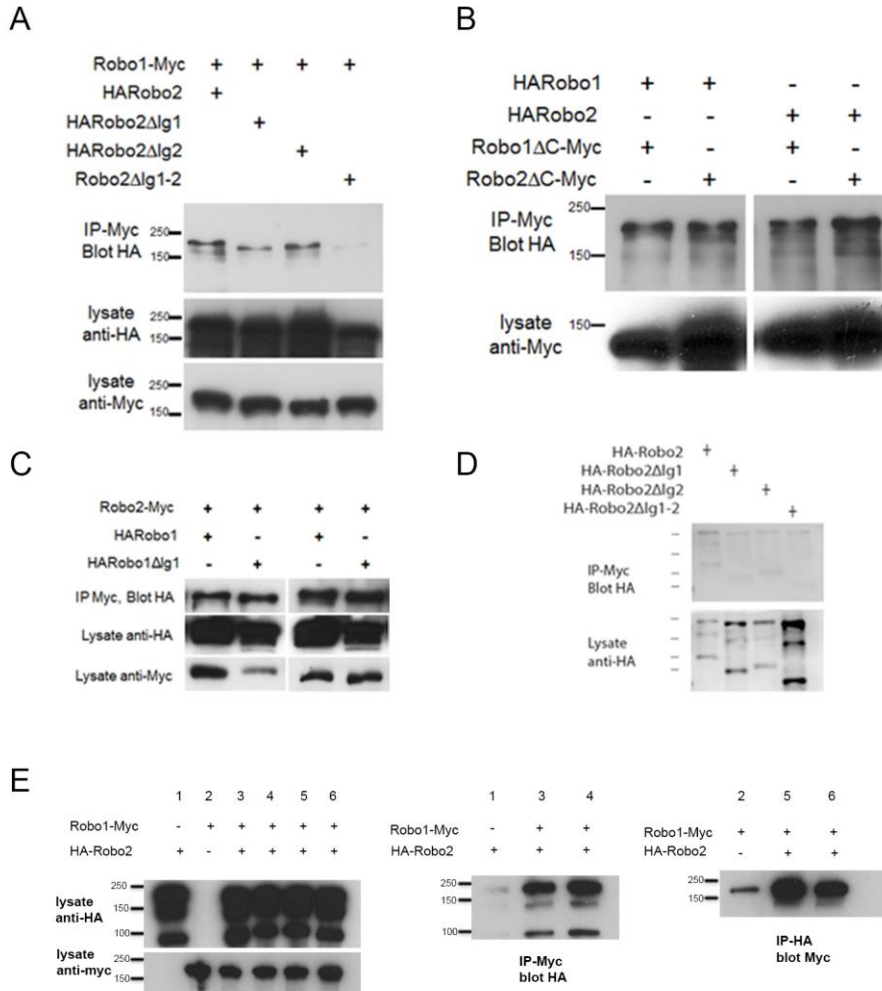 A
Robo1-Myc + + + +
HARobo2 +
HARobo2ΔIg1 +
HARobo2ΔIg2 +
Robo2ΔIg1-2 +
IP-Myc
Blot HA
250
150
lysate
anti-HA
250
150
lysate
anti-Myc
250
150
B
HARobo1 + + - -
HARobo2 - - + +
Robo1ΔC-Myc + - + -
Robo2ΔC-Myc - + - +
IP-Myc
Blot HA
250
150
lysate
anti-Myc
150
C
Robo2-Myc + + + +
HARobo1 + - + -
HARobo1ΔIg1 - + - +
IP Myc, Blot HA
Lysate anti-HA
Lysate anti-Myc
D
HA-Robo2 +
HA-Robo2ΔIg1 +
HA-Robo2ΔIg2 +
HA-Robo2ΔIg1-2 +
IP-Myc
Blot HA
Lysate
anti-HA
E
1 2 3 4 5 6
Robo1-Myc - + + + + +
HA-Robo2 + - + + + +
lysate
anti-HA
250
150
100
lysate
anti-myc
250
150
1 3 4
Robo1-Myc - + +
HA-Robo2 + + +
250
150
100
IP-Myc
blot HA
2 5 6
Robo1-Myc + + +
HA-Robo2 - + +
250
150
IP-HA
blot Myc